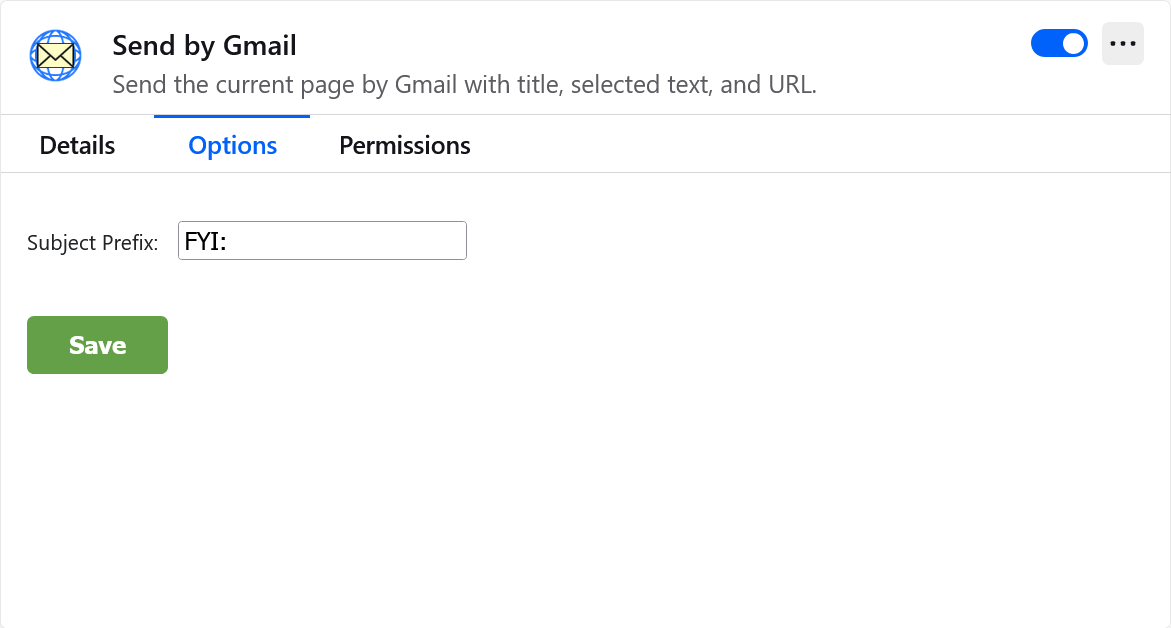 Send by Gmail
Send the current page by Gmail with title, selected text, and URL.
Details Options Permissions
Subject Prefix: FYI:
Save